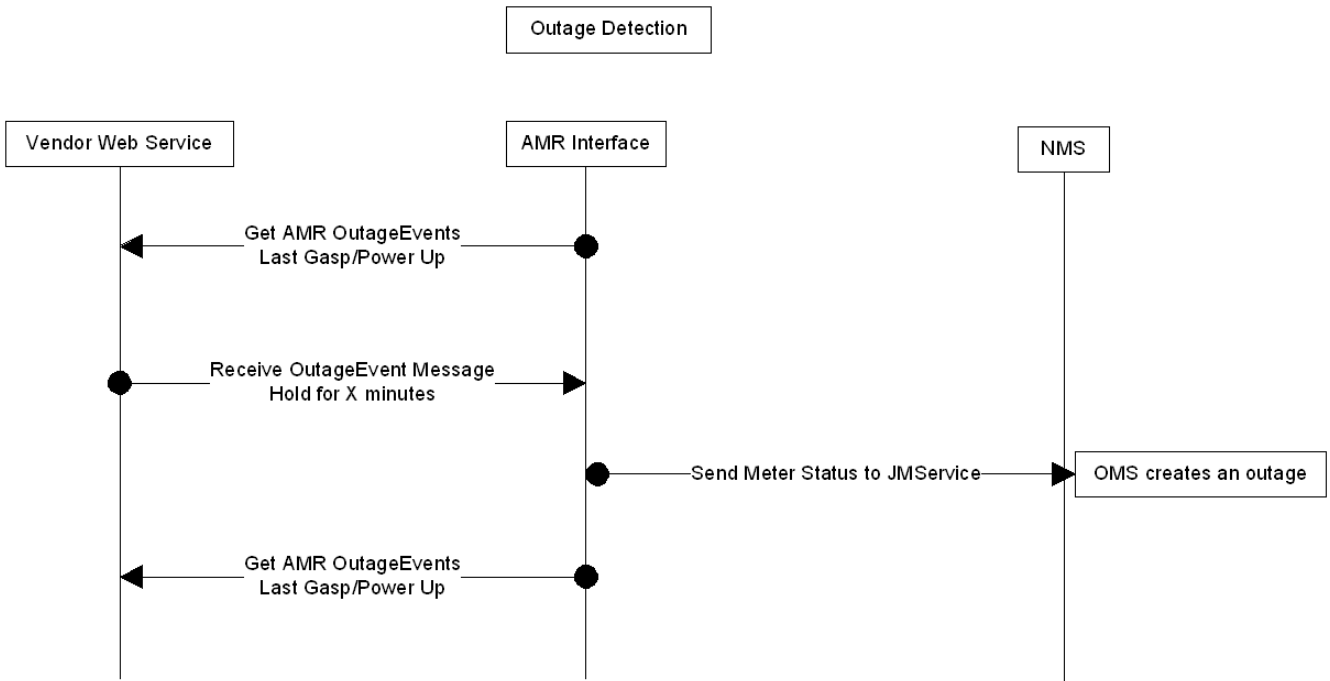 Outage Detection
Vendor Web Service
AMR Interface
NMS
Get AMR OutageEvents
Last Gasp/Power Up
Receive OutageEvent Message
Hold for X minutes
Send Meter Status to JMService
OMS creates an outage
Get AMR OutageEvents
Last Gasp/Power Up